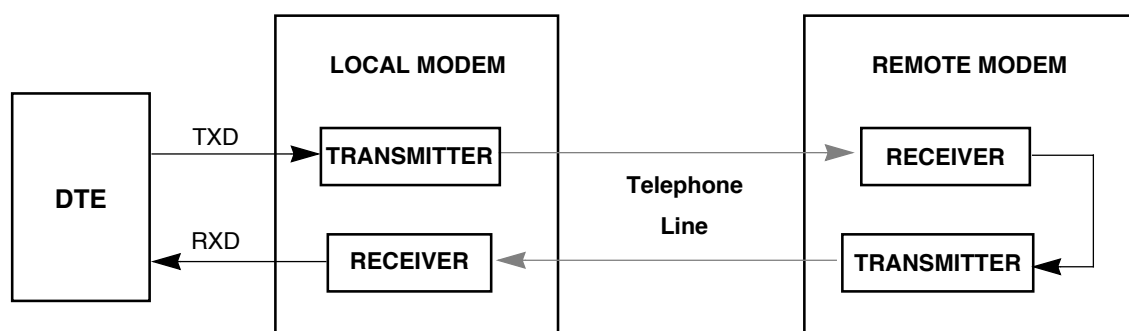 LOCAL MODEM
REMOTE MODEM
TXD
TRANSMITTER
RECEIVER
DTE
Telephone
Line
RXD
RECEIVER
TRANSMITTER